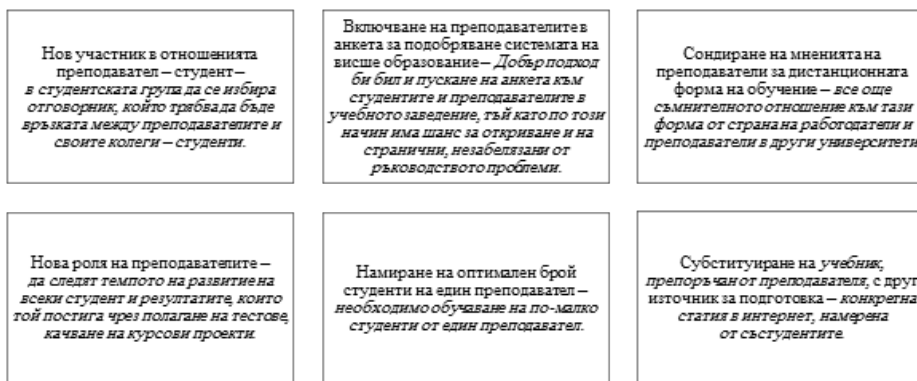 Нов участник в отношенията
преподавател – студент –
в студентската група да се избира
отговорник, който трябва да бъде
връзката между преподавателите и
своите колеги – студенти.
Включване на преподавателите в
анкета за подобряване системата на
висше образование – Добър подход
би бил и пускане на анкета към
студентите и преподавателите в
учебното заведение, тъй като по този
начин има шанс за откриване и на
странични, незабелязани от
ръководството проблеми.
Сондиране на мненията на
преподаватели за дистанционната
форма на обучение – все още
съмнителното отношение към тази
форма от страна на работодатели и
преподаватели в други университети
Нова роля на преподавателите –
да следят темпото на развитие на
всеки студент и резултатите, които
той постига чрез полагане на тестове,
качване на курсови проекти.
Намиране на оптимален брой
студенти на един преподавател –
необходимо обучаване на по-малко
студенти от един преподавател.
Субституиране на учебник,
препоръчан от преподавателя, с друг
източник за подготовка – конкретна
статия в интернет, намерена
от състудентите.